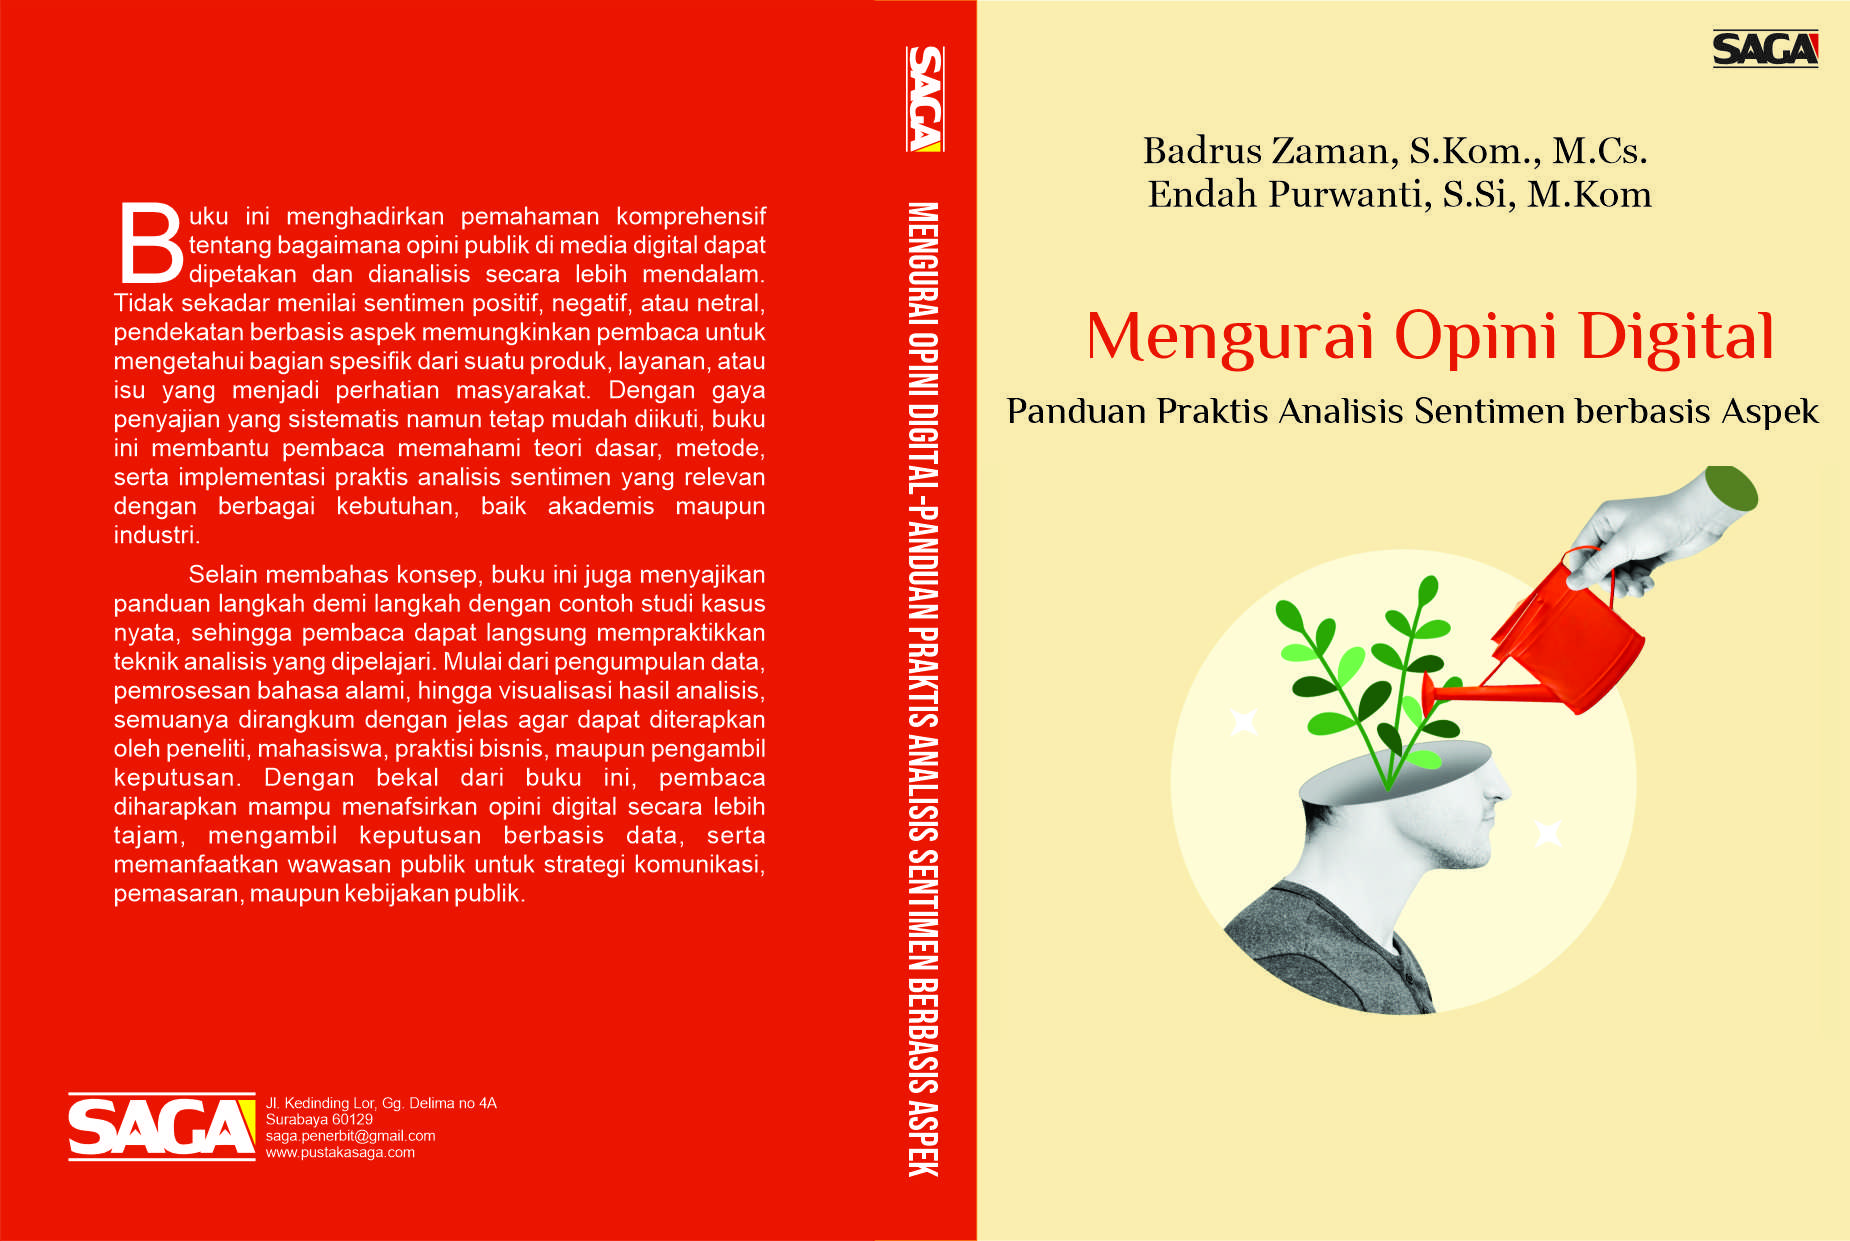 Buku ini menghadirkan pemahaman komprehensif
tentang bagaimana opini publik di media digital dapat
dipetakan dan dianalisis secara lebih mendalam.
Tidak sekadar menilai sentimen positif, negatif, atau netral,
pendekatan berbasis aspek memungkinkan pembaca untuk
mengetahui bagian spesifik dari suatu produk, layanan, atau
isu yang menjadi perhatian masyarakat. Dengan gaya
penyajian yang sistematis namun tetap mudah diikuti, buku
ini membantu pembaca memahami teori dasar, metode,
serta implementasi praktis analisis sentimen yang relevan
dengan berbagai kebutuhan, baik akademis maupun
industri.
Selain membahas konsep, buku ini juga menyajikan
panduan langkah demi langkah dengan contoh studi kasus
nyata, sehingga pembaca dapat langsung mempraktikkan
teknik analisis yang dipelajari. Mulai dari pengumpulan data,
pemrosesan bahasa alami, hingga visualisasi hasil analisis,
semuanya dirangkum dengan jelas agar dapat diterapkan
oleh peneliti, mahasiswa, praktisi bisnis, maupun pengambil
keputusan. Dengan bekal dari buku ini, pembaca
diharapkan mampu menafsirkan opini digital secara lebih
tajam, mengambil keputusan berbasis data, serta
memanfaatkan wawasan publik untuk strategi komunikasi,
pemasaran, maupun kebijakan publik.
SAGA
Jl. Kedinding Lor, Gg. Delima no 4A
Surabaya 60129
saga.penerbit@gmail.com
www.pustakasaga.com
SAGA
MENGURAI OPINI DIGITAL-PANDUAN PRAKTIS ANALISIS SENTIMEN BERBASIS ASPEK
SAGA
Badrus Zaman, S.Kom., M.Cs.
Endah Purwanti, S.Si, M.Kom
Mengurai Opini Digital
Panduan Praktis Analisis Sentimen berbasis Aspek